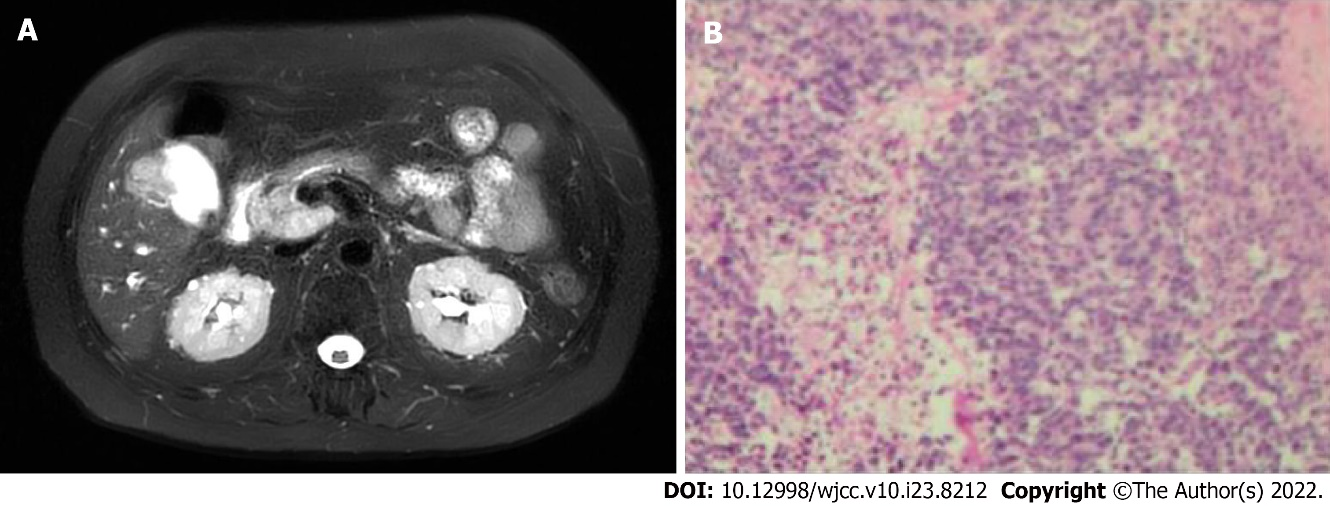 A
B
DOI: 10.12998/wjcc.v10.i23.8212 Copyright ©The Author(s) 2022.